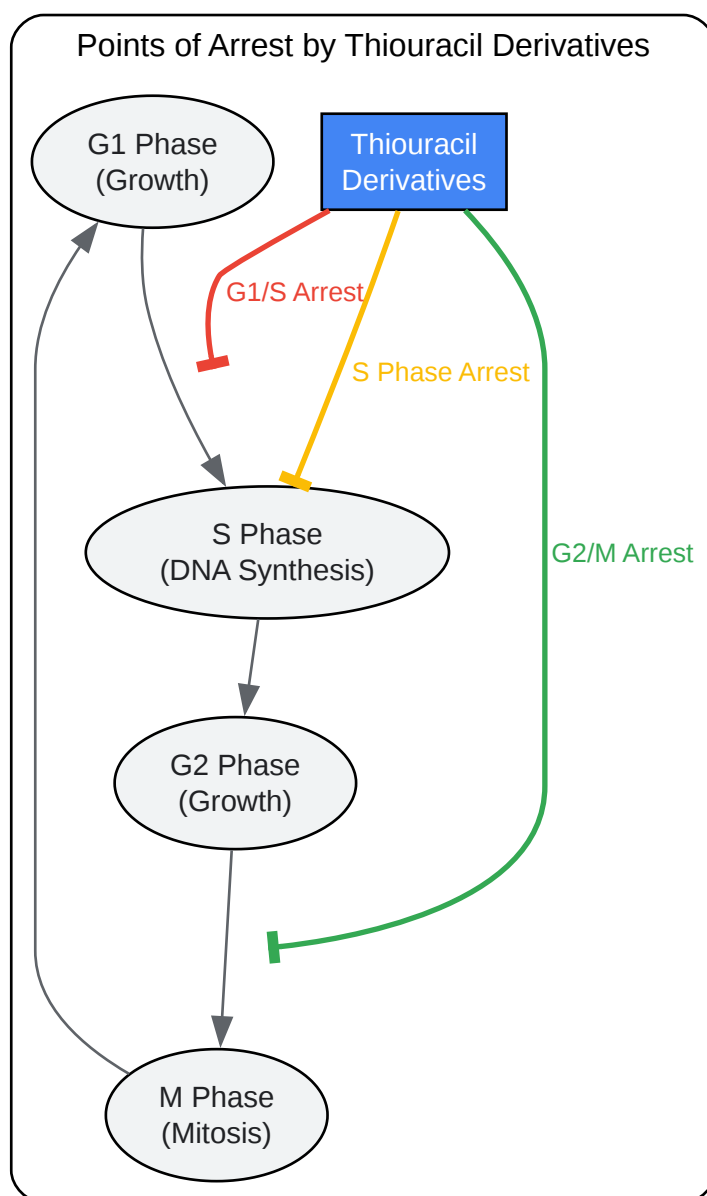 Points of Arrest by Thiouracil Derivatives
G1 Phase
(Growth)
Thiouracil
Derivatives
G1/S Arrest
S Phase Arrest
S Phase
(DNA Synthesis)
G2/M Arrest
G2 Phase
(Growth)
M Phase
(Mitosis)